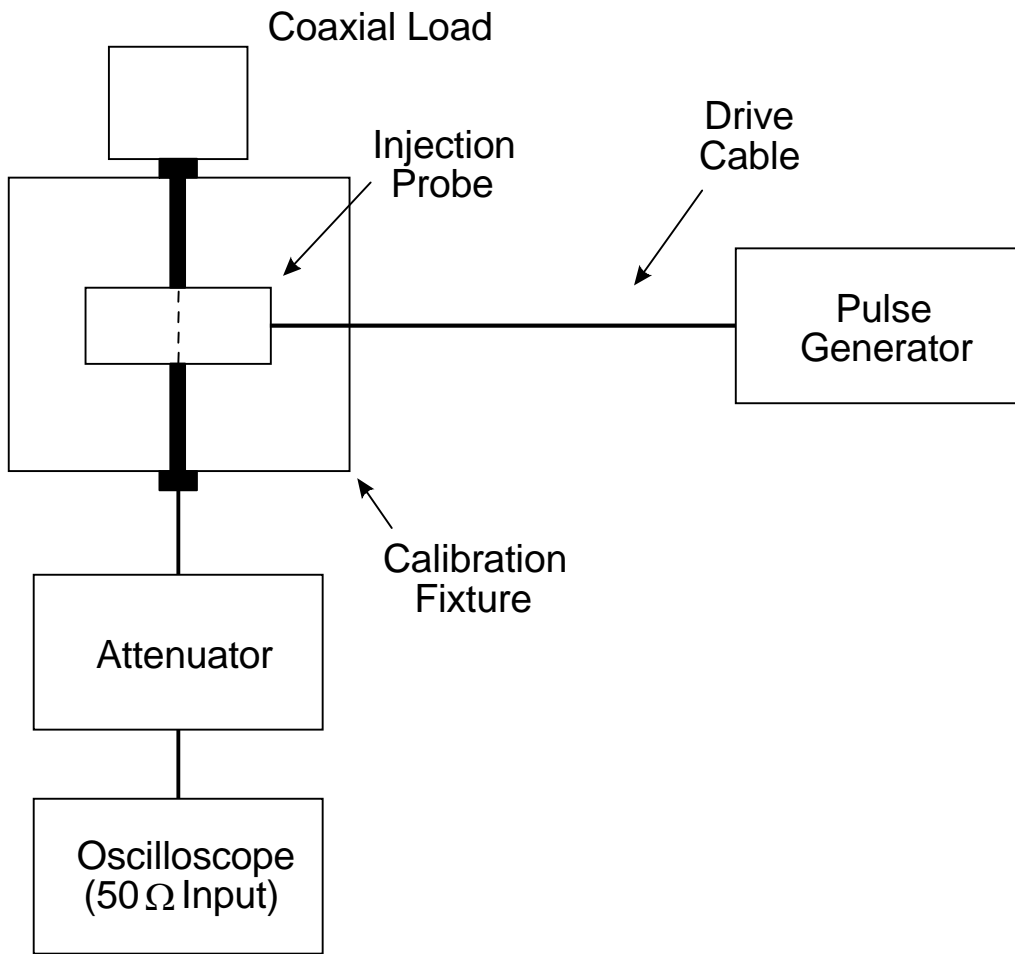 Coaxial Load
Injection
Probe
Drive
Cable
Pulse
Generator
Calibration
Fixture
Attenuator
Oscilloscope
(50 Ω Input)